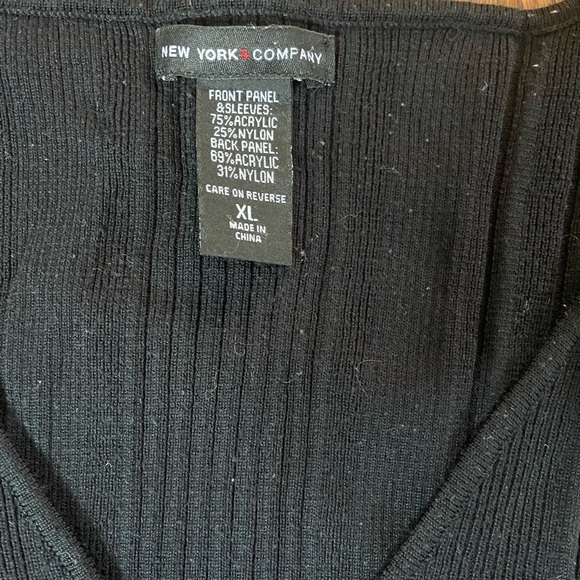 NEW YORK & COMPANY
FRONT PANEL
&SLEEVES:
75%ACRYLIC
25%NYLON
BACK PANEL:
69%ACRYLIC
31%NYLON
CARE ON REVERSE
XL
MADE IN
CHINA